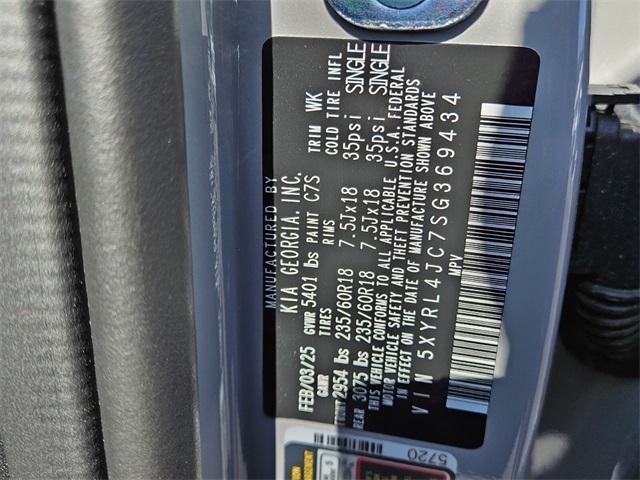 MANUFACTURED BY
KIA GEORGIA, INC.
FEB/03/25 GVWR 5401 lbs PAINT C7S TRIM WK
GAWR TIRES RIMS COLD TIRE INFL
FRONT 2954 lbs 235/60R18 7.5Jx18 35psi SINGLE
REAR 3075 lbs 235/60R18 7.5Jx18 35psi SINGLE
THIS VEHICLE CONFORMS TO ALL APPLICABLE U.S.A. FEDERAL
MOTOR VEHICLE SAFETY AND THEFT PREVENTION STANDARDS
IN EFFECT ON THE DATE OF MANUFACTURE SHOWN ABOVE
VIN 5XYRL4JC7SG369434
MPV
5720